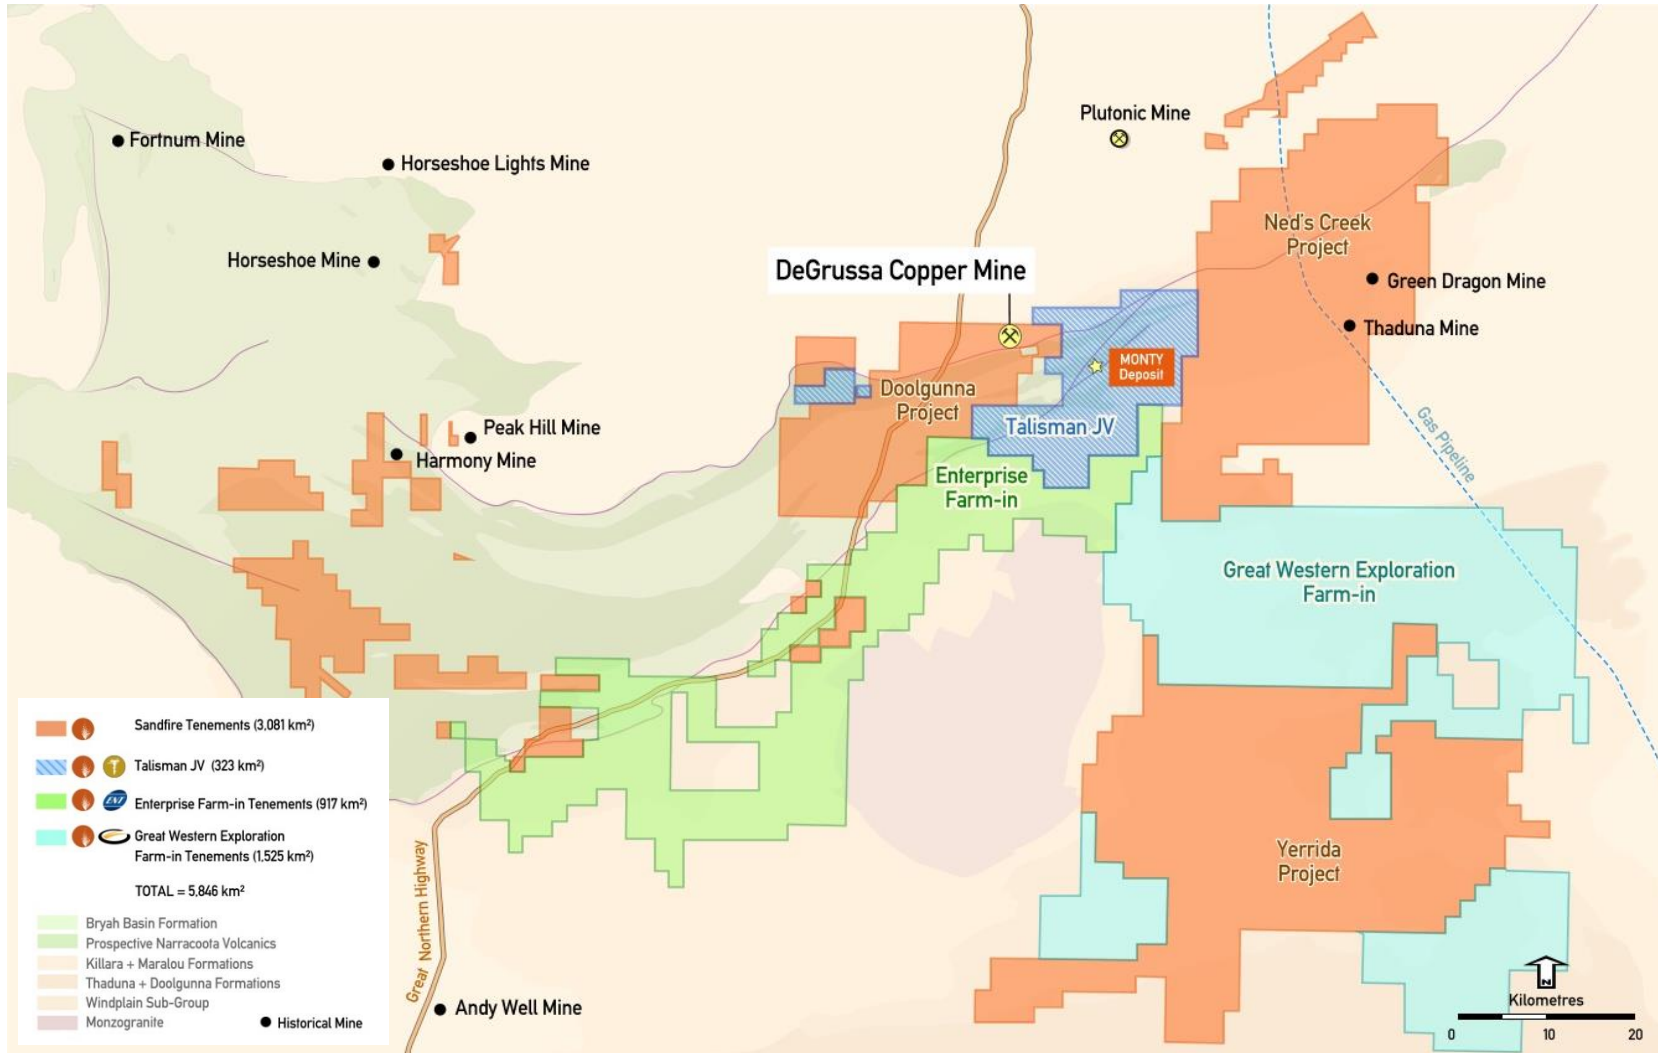 Plutonic Mine
Fortnum Mine
Horseshoe Lights Mine
Ned's Creek
Project
Horseshoe Mine
DeGrussa Copper Mine
Green Dragon Mine
Thaduna Mine
MONTY
Deposit
Doolgunna
Project
Talisman JV
Gas Pipeline
Peak Hill Mine
Harmony Mine
Enterprise
Farm-in
Great Western Exploration
Farm-in
Sandfire Tenements (3,081 km²)
Talisman JV (323 km²)
ENT
Enterprise Farm-in Tenements (917 km²)
Great Western Exploration
Farm-in Tenements (1,525 km²)
TOTAL = 5,846 km²
Bryah Basin Formation
Prospective Narracoota Volcanics
Killara + Maralou Formations
Thaduna + Doolgunna Formations
Windplain Sub-Group
Monzogranite
Historical Mine
Great Northern Highway
Yerrida
Project
Andy Well Mine
N
Kilometres
0 10 20